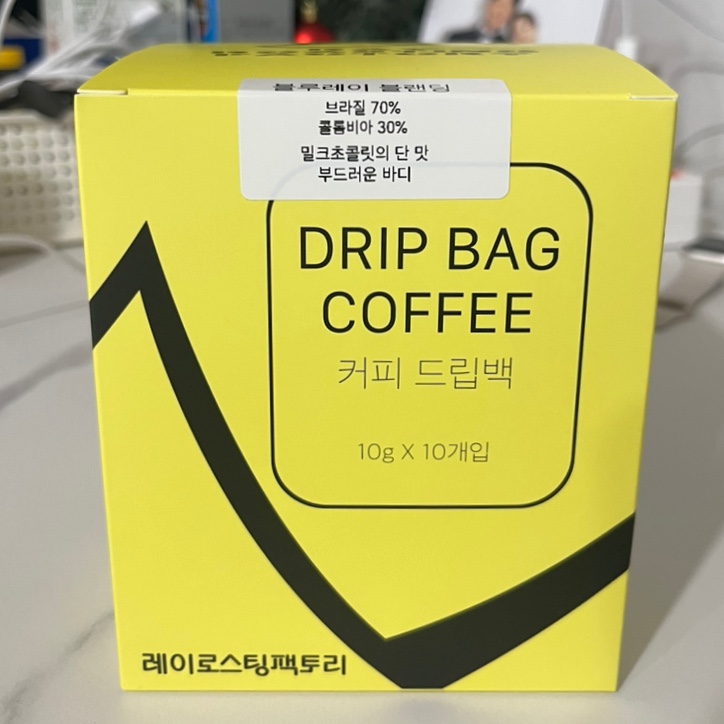 블루레이 블랜딩
브라질 70%
콜롬비아 30%
밀크초콜릿의 단 맛
부드러운 바디
DRIP BAG
COFFEE
커피 드립백
10g X 10개입
레이로스팅팩토리